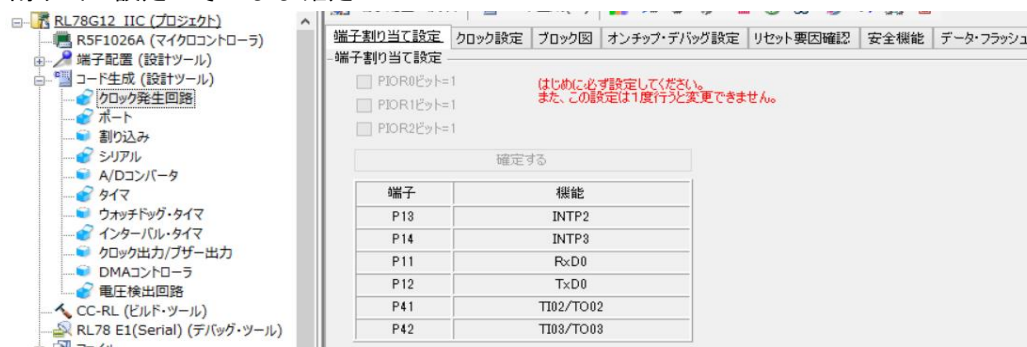 RL78G12_IIC (プロジェクト)
R5F1026A (マイクロコントローラ)
端子配置 (設計ツール)
コード生成 (設計ツール)
クロック発生回路
ポート
割り込み
シリアル
A/Dコンバータ
タイマ
ウォッチドッグ・タイマ
インターバル・タイマ
クロック出力/ブザー出力
DMAコントローラ
電圧検出回路
CC-RL (ビルド・ツール)
RL78 E1(Serial) (デバッグ・ツール)
端子割り当て設定 クロック設定 ブロック図 オンチップ・デバッグ設定 リセット要因確認 安全機能 データ・フラッシュ
端子割り当て設定
PIOR0ビット=1
PIOR1ビット=1
PIOR2ビット=1
はじめに必ず設定してください。
また、この設定は1度行うと変更できません。
確定する
端子 機能
P13 INTP2
P14 INTP3
P11 RxD0
P12 TxD0
P41 TI02/TO02
P42 TI03/TO03